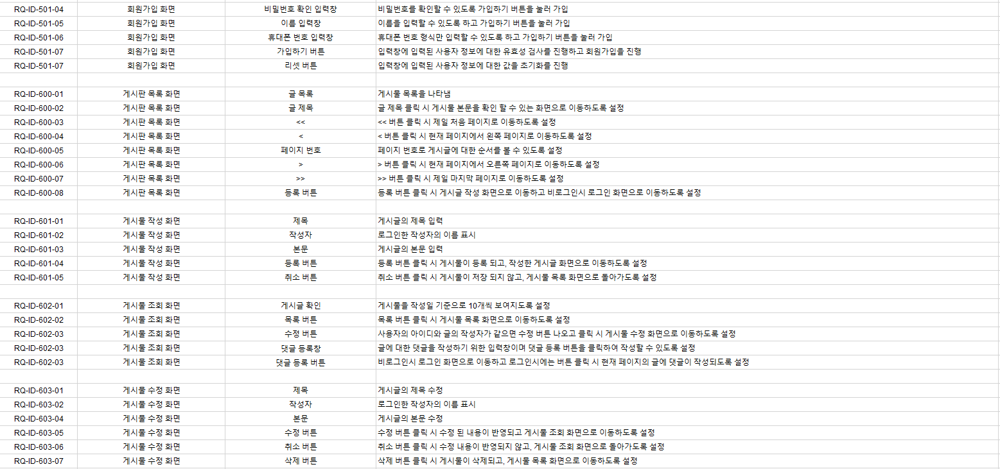 RQ-ID-501-04 회원가입 화면 비밀번호 확인 입력창 비밀번호를 확인할 수 있도록 가입하기 버튼을 눌러 가입
RQ-ID-501-05 회원가입 화면 이름 입력창 이름을 입력할 수 있도록 하고 가입하기 버튼을 눌러 가입
RQ-ID-501-06 회원가입 화면 휴대폰 번호 입력창 휴대폰 번호 형식만 입력할 수 있도록 하고 가입하기 버튼을 눌러 가입
RQ-ID-501-07 회원가입 화면 가입하기 버튼 입력창에 입력된 사용자 정보에 대한 유효성 검사를 진행하고 회원가입을 진행
RQ-ID-501-07 회원가입 화면 리셋 버튼 입력창에 입력된 사용자 정보에 대한 값을 초기화를 진행
RQ-ID-600-01 게시판 목록 화면 글 목록 게시물 목록을 나타냄
RQ-ID-600-02 게시판 목록 화면 글 제목 글 제목 클릭 시 게시물 본문을 확인 할 수 있는 화면으로 이동하도록 설정
RQ-ID-600-03 게시판 목록 화면 << << 버튼 클릭 시 제일 처음 페이지로 이동하도록 설정
RQ-ID-600-04 게시판 목록 화면 < < 버튼 클릭 시 현재 페이지에서 왼쪽 페이지로 이동하도록 설정
RQ-ID-600-05 게시판 목록 화면 페이지 번호 페이지 번호로 게시글에 대한 순서를 볼 수 있도록 설정
RQ-ID-600-06 게시판 목록 화면 > > 버튼 클릭 시 현재 페이지에서 오른쪽 페이지로 이동하도록 설정
RQ-ID-600-07 게시판 목록 화면 >> >> 버튼 클릭 시 제일 마지막 페이지로 이동하도록 설정
RQ-ID-600-08 게시판 목록 화면 등록 버튼 등록 버튼 클릭 시 게시글 작성 화면으로 이동하고 비로그인시 로그인 화면으로 이동하도록 설정
RQ-ID-601-01 게시물 작성 화면 제목 게시글의 제목 입력
RQ-ID-601-02 게시물 작성 화면 작성자 로그인한 작성자의 이름 표시
RQ-ID-601-03 게시물 작성 화면 본문 게시글의 본문 입력
RQ-ID-601-04 게시물 작성 화면 등록 버튼 등록 버튼 클릭 시 게시물이 등록 되고, 작성한 게시글 화면으로 이동하도록 설정
RQ-ID-601-05 게시물 작성 화면 취소 버튼 취소 버튼 클릭 시 게시물이 저장 되지 않고, 게시물 목록 화면으로 돌아가도록 설정
RQ-ID-602-01 게시물 조회 화면 게시글 확인 게시물을 작성일 기준으로 10개씩 보여지도록 설정
RQ-ID-602-02 게시물 조회 화면 목록 버튼 목록 버튼 클릭 시 게시물 목록 화면으로 이동하도록 설정
RQ-ID-602-03 게시물 조회 화면 수정 버튼 사용자의 아이디와 글의 작성자가 같으면 수정 버튼 나오고 클릭 시 게시물 수정 화면으로 이동하도록 설정
RQ-ID-602-03 게시물 조회 화면 댓글 등록창 글에 대한 댓글을 작성하기 위한 입력창이며 댓글 등록 버튼을 클릭하여 작성할 수 있도록 설정
RQ-ID-602-03 게시물 조회 화면 댓글 등록 버튼 비로그인시 로그인 화면으로 이동하고 로그인시에는 버튼 클릭 시 현재 페이지의 글에 댓글이 작성되도록 설정
RQ-ID-603-01 게시물 수정 화면 제목 게시글의 제목 수정
RQ-ID-603-02 게시물 수정 화면 작성자 로그인한 작성자의 이름 표시
RQ-ID-603-04 게시물 수정 화면 본문 게시글의 본문 수정
RQ-ID-603-05 게시물 수정 화면 수정 버튼 수정 버튼 클릭 시 수정 된 내용이 반영되고 게시물 조회 화면으로 이동하도록 설정
RQ-ID-603-06 게시물 수정 화면 취소 버튼 취소 버튼 클릭 시 수정 내용이 반영되지 않고, 게시물 조회 화면으로 돌아가도록 설정
RQ-ID-603-07 게시물 수정 화면 삭제 버튼 삭제 버튼 클릭 시 게시물이 삭제되고, 게시물 목록 화면으로 이동하도록 설정